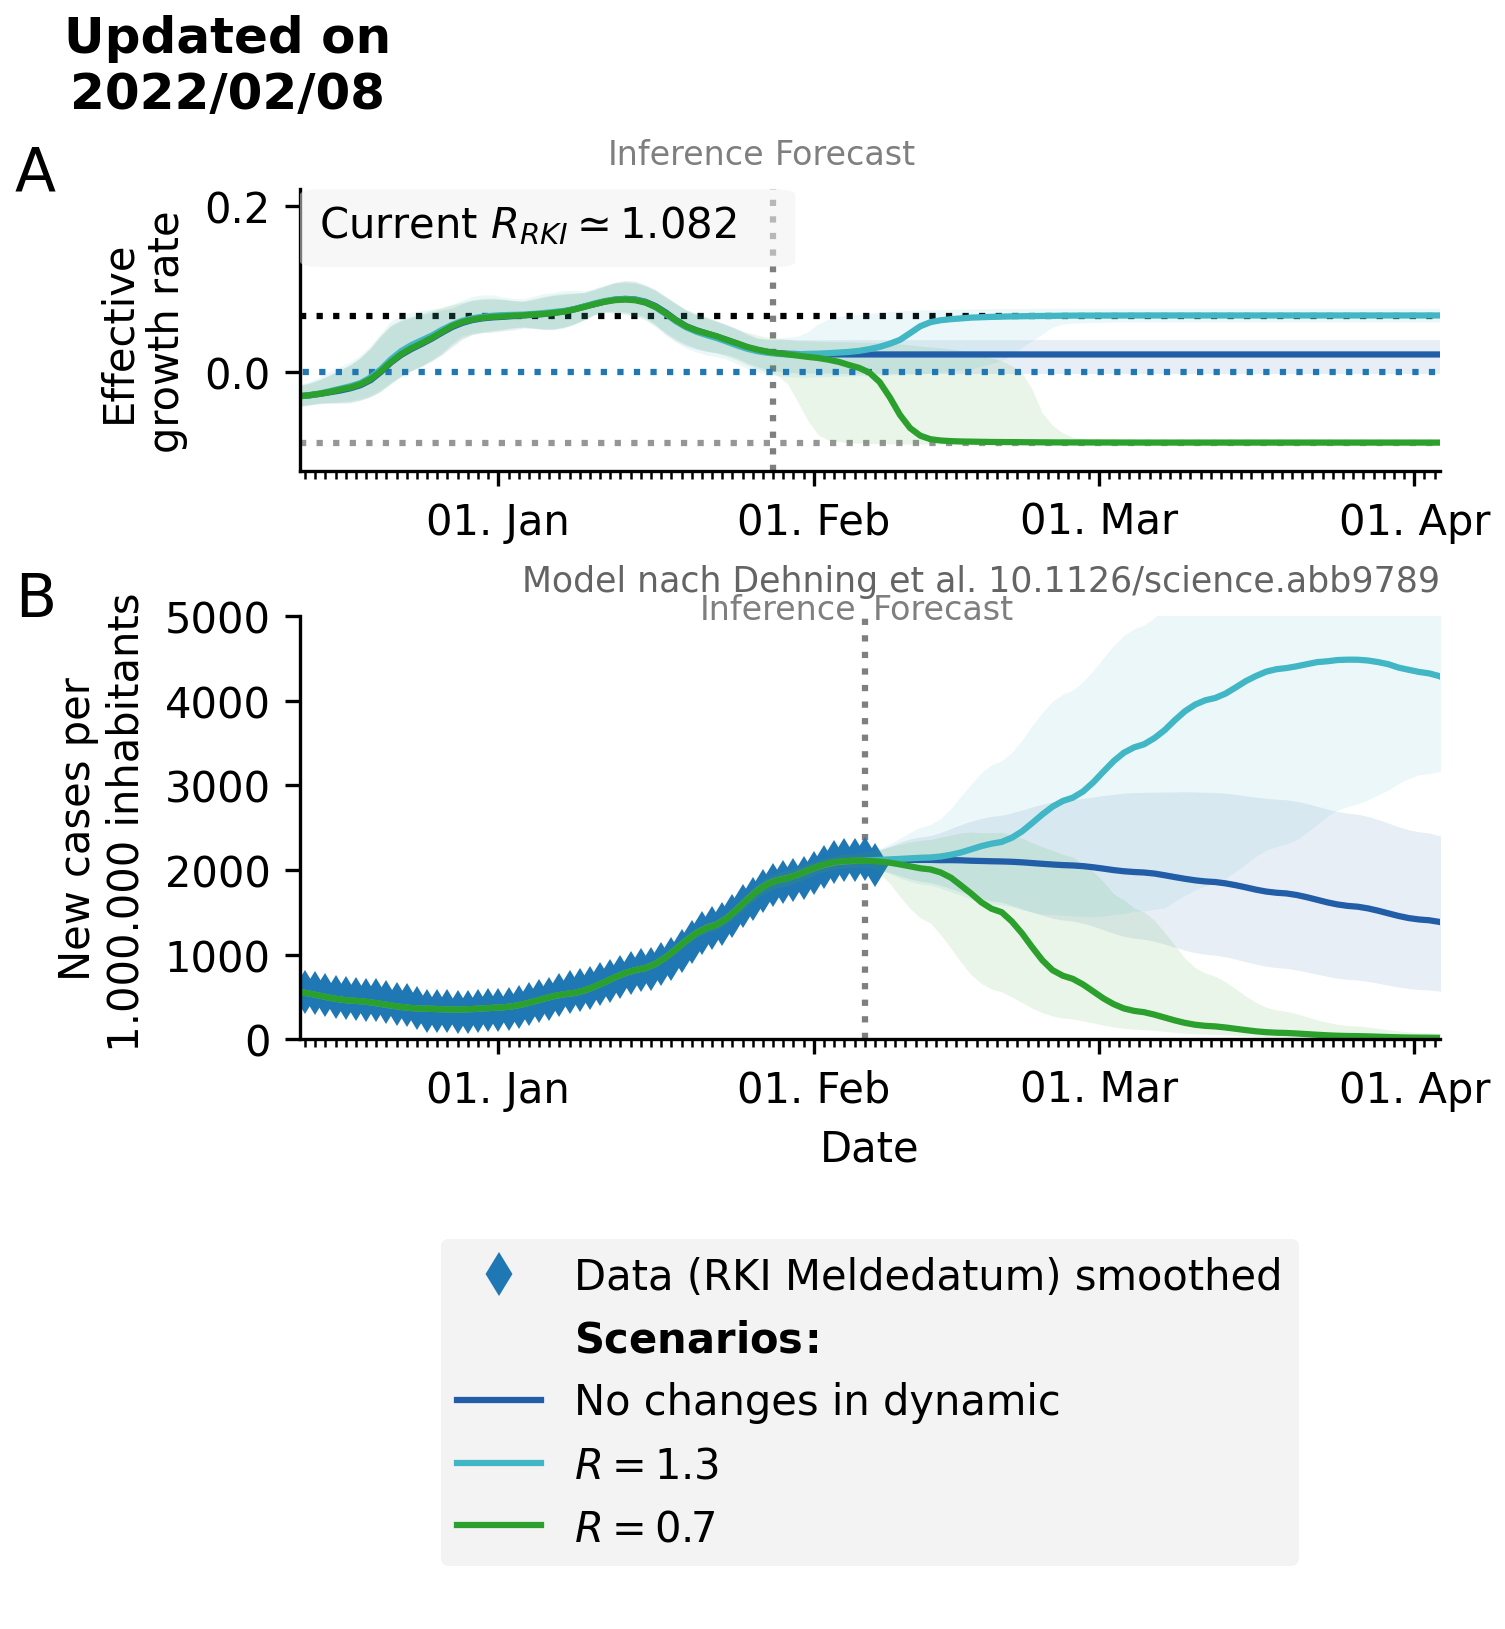 Updated on
2022/02/08
A
Inference Forecast
Current R_RKI ≃ 1.082
Effective
growth rate
0.2
0.0
01. Jan
01. Feb
01. Mar
01. Apr
B
Model nach Dehning et al. 10.1126/science.abb9789
Inference Forecast
New cases per
1.000.000 inhabitants
5000
4000
3000
2000
1000
0
01. Jan
01. Feb
01. Mar
01. Apr
Date
Data (RKI Meldedatum) smoothed
Scenarios:
No changes in dynamic
R = 1.3
R = 0.7